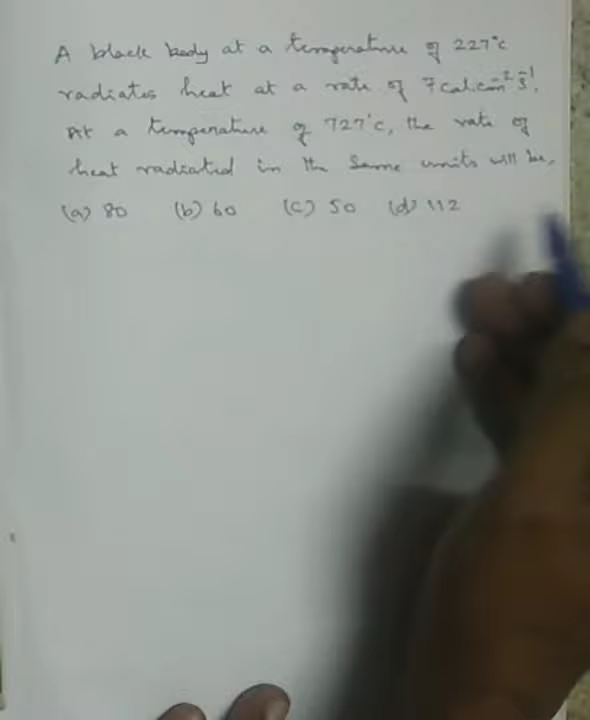 A black body at a temperature of 227°C
radiates heat at a rate of 7 cal cm⁻² s⁻¹.
At a temperature of 727°C, the rate of
heat radiated in the same units will be,
(a) 80 (b) 60 (c) 50 (d) 112